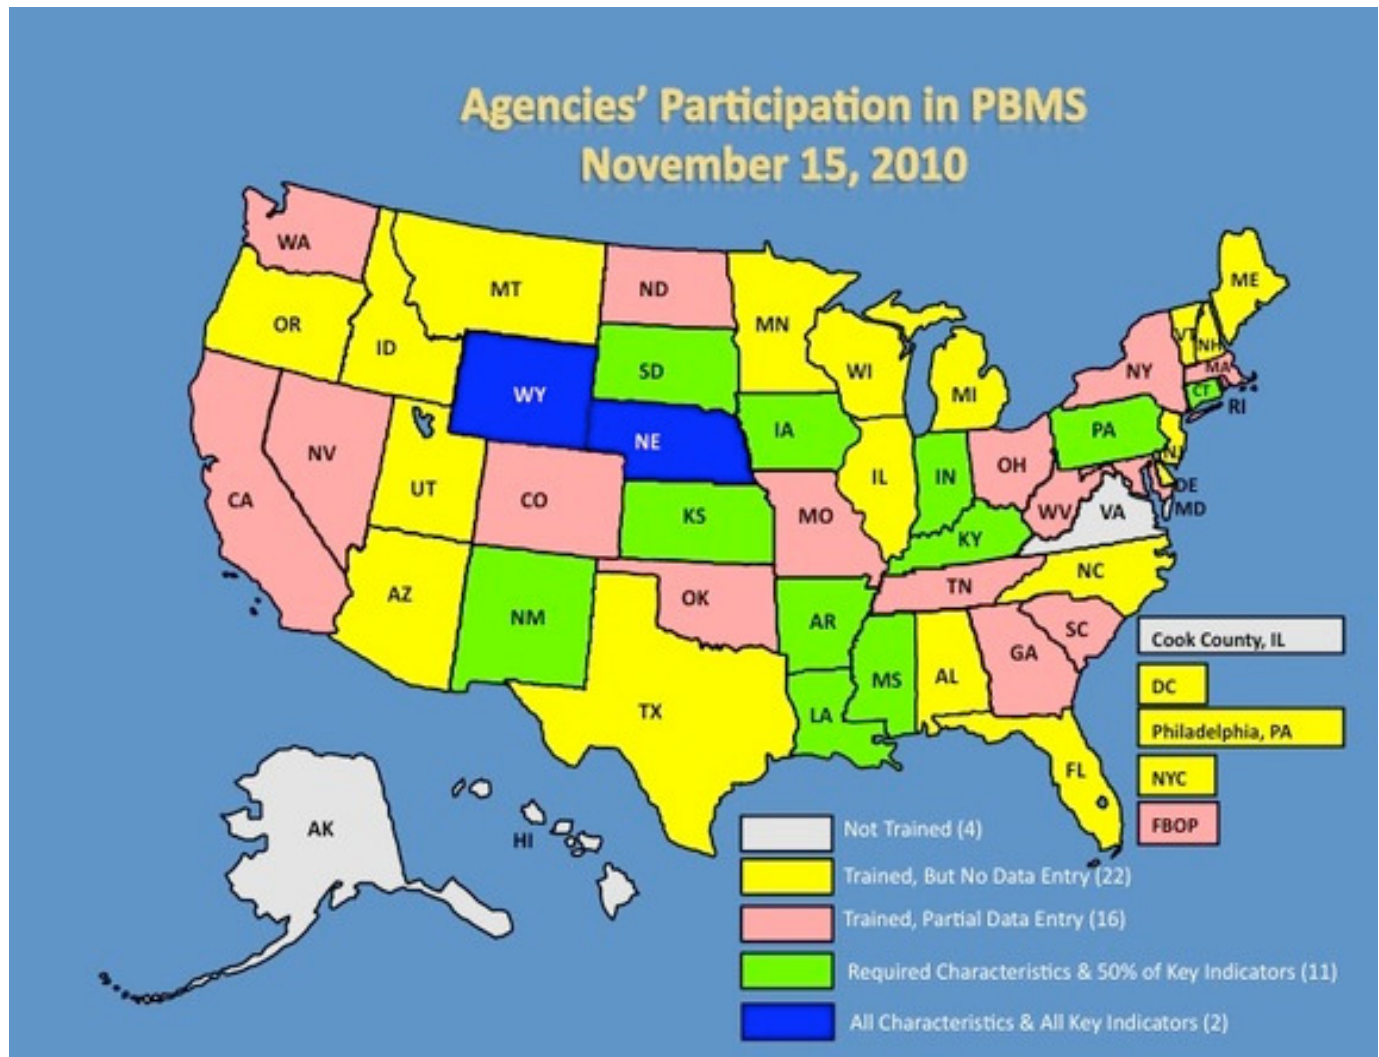 Agencies' Participation in PBMS
November 15, 2010
WA
MT
ND
OR
ID
MN
SD
WI
MI
ME
VT
NH
NY
MA
CT
RI
WY
NE
IA
PA
NJ
NV
UT
CO
CA
KS
MO
IL
IN
OH
WV
VA
DE
MD
KY
AZ
NM
OK
AR
TN
NC
SC
GA
MS
AL
LA
TX
FL
AK
HI
Cook County, IL
DC
Philadelphia, PA
NYC
FBOP
Not Trained (4)
Trained, But No Data Entry (22)
Trained, Partial Data Entry (16)
Required Characteristics & 50% of Key Indicators (11)
All Characteristics & All Key Indicators (2)